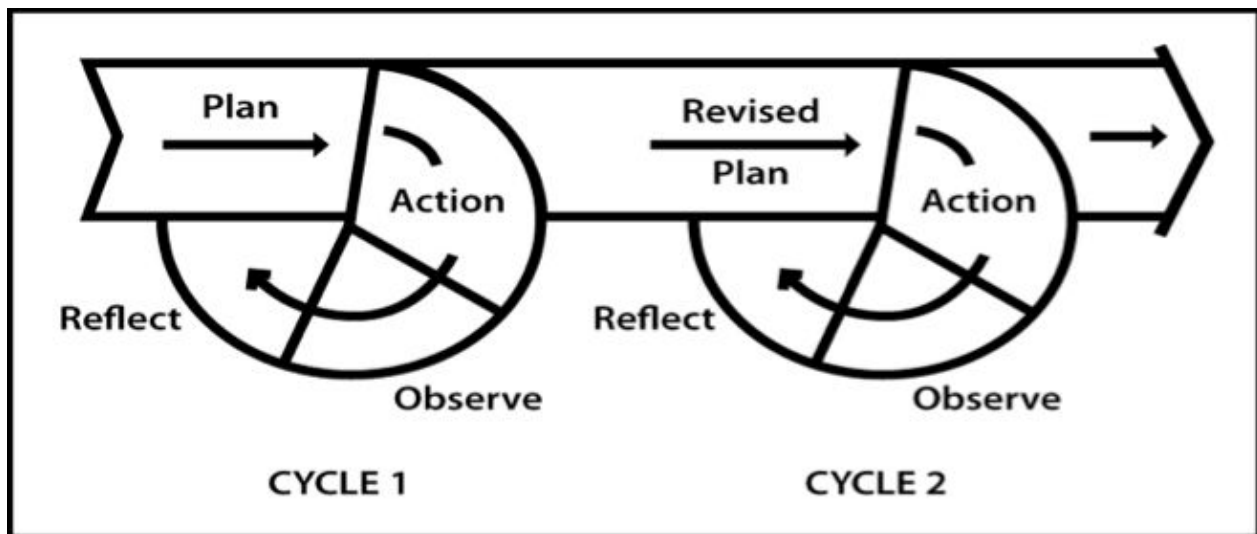 Plan
Action
Observe
Reflect
CYCLE 1
Revised
Plan
Action
Observe
Reflect
CYCLE 2